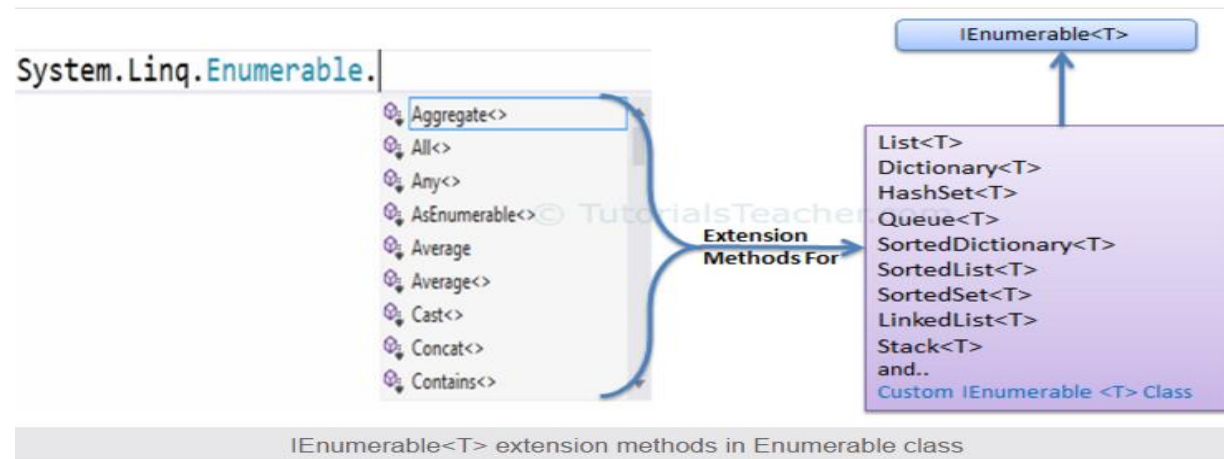 System.Linq.Enumerable.
Aggregate<>
All<>
Any<>
AsEnumerable<>
Average
Average<>
Cast<>
Concat<>
Contains<>
© TutorialsTeacher.com
Extension
Methods For
IEnumerable<T>
List<T>
Dictionary<T>
HashSet<T>
Queue<T>
SortedDictionary<T>
SortedList<T>
SortedSet<T>
LinkedList<T>
Stack<T>
and..
Custom IEnumerable <T> Class
IEnumerable<T> extension methods in Enumerable class